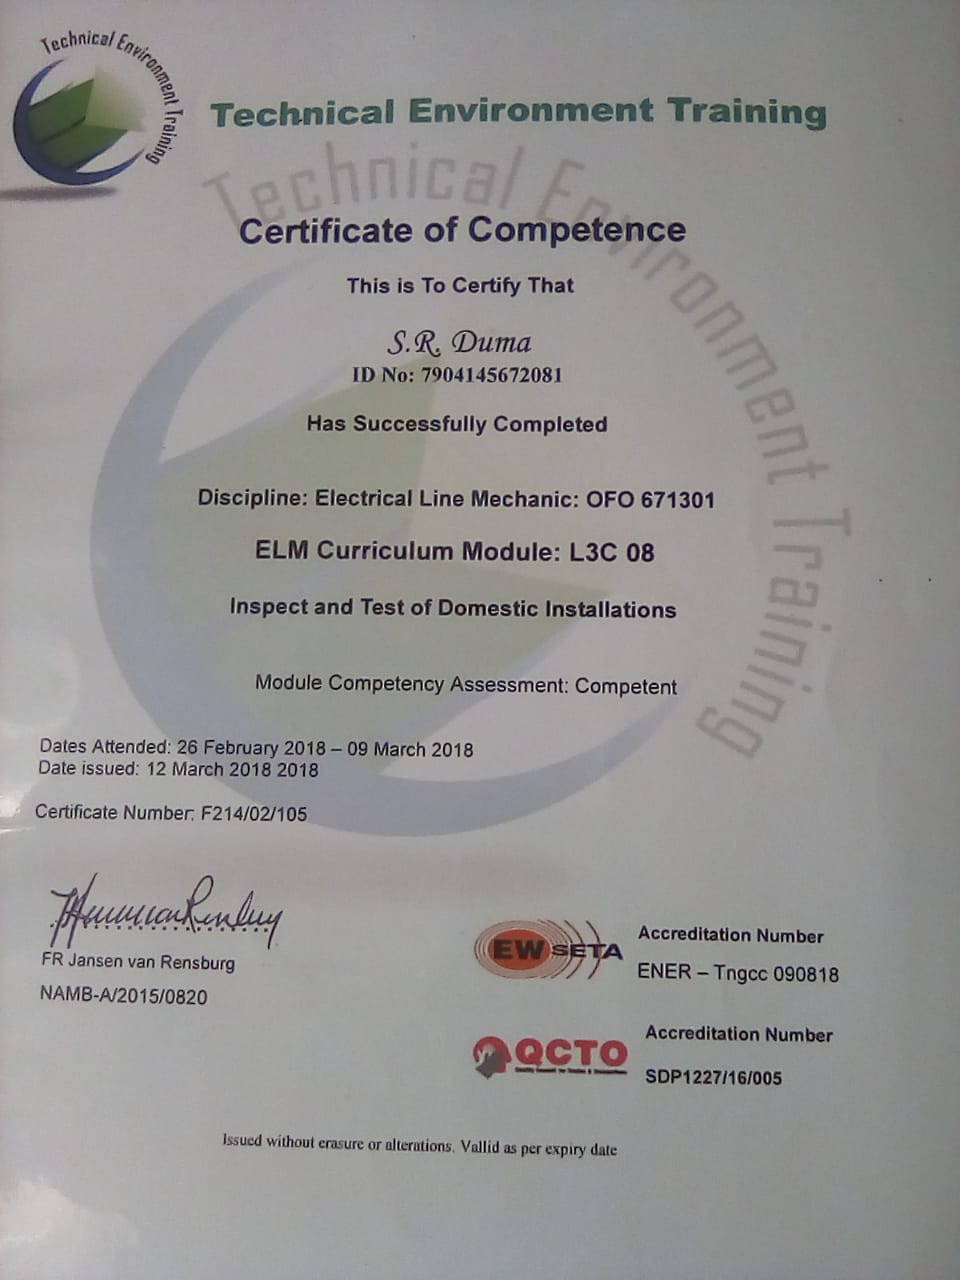 Technical Environment Training
Technical Environment Training
Technical Environment Training
Certificate of Competence
This is To Certify That
S.R. Duma
ID No: 7904145672081
Has Successfully Completed
Discipline: Electrical Line Mechanic: OFO 671301
ELM Curriculum Module: L3C 08
Inspect and Test of Domestic Installations
Module Competency Assessment: Competent
Dates Attended: 26 February 2018 – 09 March 2018
Date issued: 12 March 2018 2018
Certificate Number: F214/02/105
FR Jansen van Rensburg
NAMB-A/2015/0820
EWSETA
Accreditation Number
ENER – Tngcc 090818
QCTO
Accreditation Number
SDP1227/16/005
Issued without erasure or alterations. Vallid as per expiry date